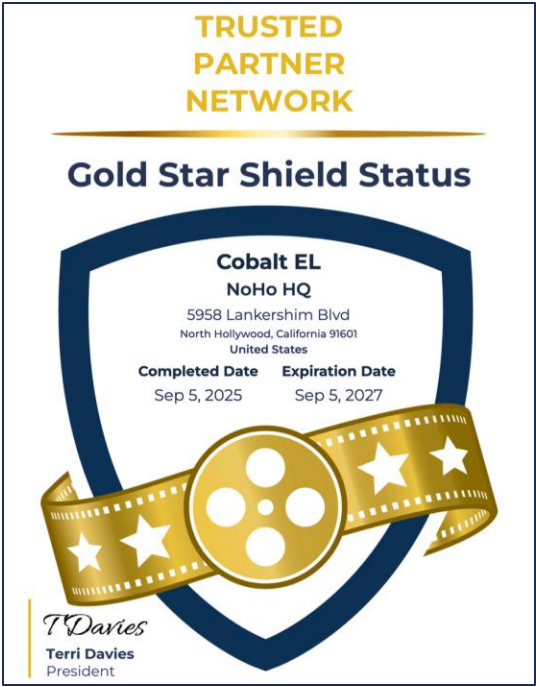 TRUSTED
PARTNER
NETWORK
Gold Star Shield Status
Cobalt EL
NoHo HQ
5958 Lankershim Blvd
North Hollywood, California 91601
United States
Completed Date Expiration Date
Sep 5, 2025 Sep 5, 2027
T Davies
Terri Davies
President